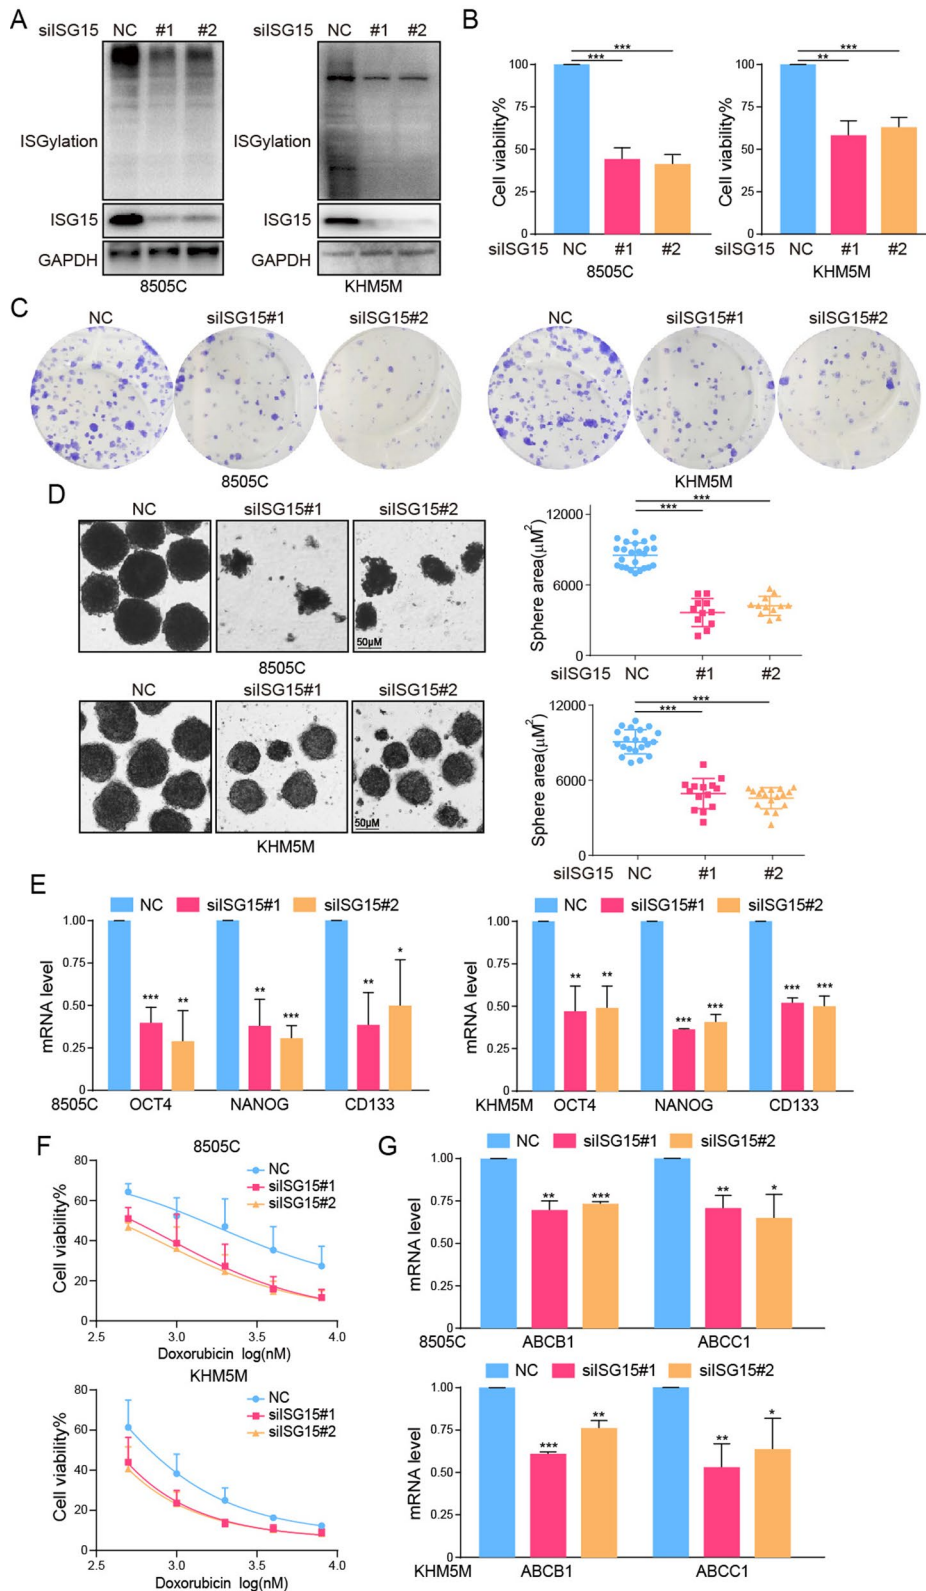 A
siISG15 NC #1 #2
ISGylation
ISG15
GAPDH
8505C
siISG15 NC #1 #2
ISGylation
ISG15
GAPDH
KHM5M
B
*** ***
Cell viability%
100
75
50
25
0
siISG15 NC #1 #2
8505C
*** **
Cell viability%
100
75
50
25
0
siISG15 NC #1 #2
KHM5M
C
NC siISG15#1 siISG15#2
8505C
NC siISG15#1 siISG15#2
KHM5M
D
NC siISG15#1 siISG15#2
50μM
8505C
***
***
Sphere area(μM²)
12000
6000
0
siISG15 NC #1 #2
NC siISG15#1 siISG15#2
50μM
KHM5M
***
***
Sphere area(μM²)
12000
6000
0
siISG15 NC #1 #2
E
NC siISG15#1 siISG15#2
mRNA level
1.00
0.75
0.50
0.25
0
*** ** ** *** ** *
8505C OCT4 NANOG CD133
NC siISG15#1 siISG15#2
mRNA level
1.00
0.75
0.50
0.25
0
** ** *** *** *** ***
KHM5M OCT4 NANOG CD133
F
8505C
NC
siISG15#1
siISG15#2
Cell viability%
80
60
40
20
0
2.5 3.0 3.5 4.0
Doxorubicin log(nM)
KHM5M
NC
siISG15#1
siISG15#2
Cell viability%
80
60
40
20
0
2.5 3.0 3.5 4.0
Doxorubicin log(nM)
G
NC siISG15#1 siISG15#2
mRNA level
1.00
0.75
0.50
0.25
0
** *** ** *
8505C ABCB1 ABCC1
NC siISG15#1 siISG15#2
mRNA level
1.00
0.75
0.50
0.25
0
*** ** ** *
KHM5M ABCB1 ABCC1